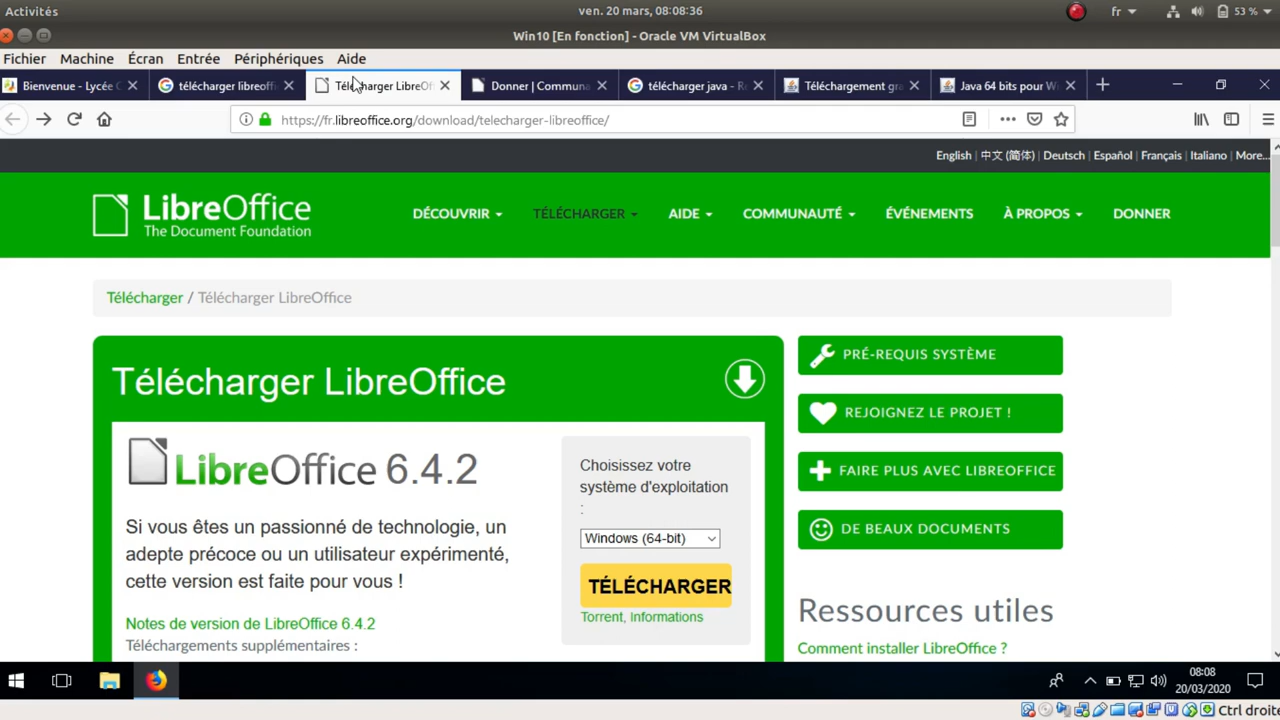 Activités
ven. 20 mars, 08:08:36
fr
53 %
Win10 [En fonction] - Oracle VM VirtualBox
Fichier Machine Écran Entrée Périphériques Aide
Bienvenue - Lycée
télécharger libreoffi
Télécharger LibreOf
Donner | Communa
télécharger java - R
Téléchargement gra
Java 64 bits pour W
https://fr.libreoffice.org/download/telecharger-libreoffice/
English | 中文 (简体) | Deutsch | Español | Français | Italiano | More...
LibreOffice
The Document Foundation
DÉCOUVRIR TÉLÉCHARGER AIDE COMMUNAUTÉ ÉVÉNEMENTS À PROPOS DONNER
Télécharger / Télécharger LibreOffice
Télécharger LibreOffice
LibreOffice 6.4.2
Si vous êtes un passionné de technologie, un
adepte précoce ou un utilisateur expérimenté,
cette version est faite pour vous !
Notes de version de LibreOffice 6.4.2
Téléchargements supplémentaires :
Choisissez votre
système d'exploitation
:
Windows (64-bit)
TÉLÉCHARGER
Torrent, Informations
PRÉ-REQUIS SYSTÈME
REJOIGNEZ LE PROJET !
FAIRE PLUS AVEC LIBREOFFICE
DE BEAUX DOCUMENTS
Ressources utiles
Comment installer LibreOffice ?
08:08
20/03/2020
Ctrl droite